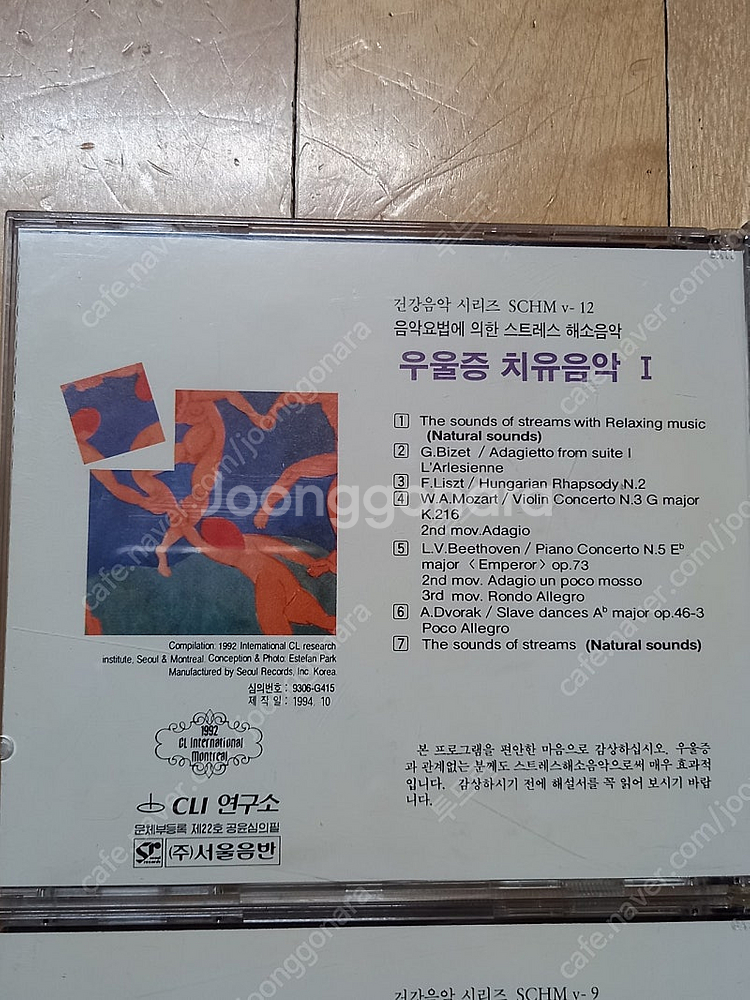 건강음악 시리즈 SCHM v- 12
음악요법에 의한 스트레스 해소음악
우울증 치유음악 I
1 The sounds of streams with Relaxing music
(Natural sounds)
2 G.Bizet / Adagietto from suite I
L'Arlesienne
3 F.Liszt / Hungarian Rhapsody N.2
4 W.A.Mozart / Violin Concerto N.3 G major
K.216
2nd mov.Adagio
5 L.V.Beethoven / Piano Concerto N.5 E♭
major 〈Emperor〉op.73
2nd mov. Adagio un poco mosso
3rd mov. Rondo Allegro
6 A.Dvorak / Slave dances A♭ major op.46-3
Poco Allegro
7 The sounds of streams (Natural sounds)
Compilation: 1992 International CL research
institute, Seoul & Montreal. Conception & Photo: Estefan Park
Manufactured by Seoul Records, Inc. Korea
심의번호 : 9306-G415
제 작 일 : 1994. 10
1992
CL International
Montreal
CLI 연구소
문체부등록 제22호 공윤심의필
(주)서울음반
본 프로그램을 편안한 마음으로 감상하십시오. 우울증
과 관계없는 분께도 스트레스해소음악으로써 매우 효과적
입니다. 감상하시기 전에 해설서를 꼭 읽어 보시기 바랍
니다.
건강음악 시리즈 SCHM v- 9
Joonggonara
cafe.naver.com/joonggonara